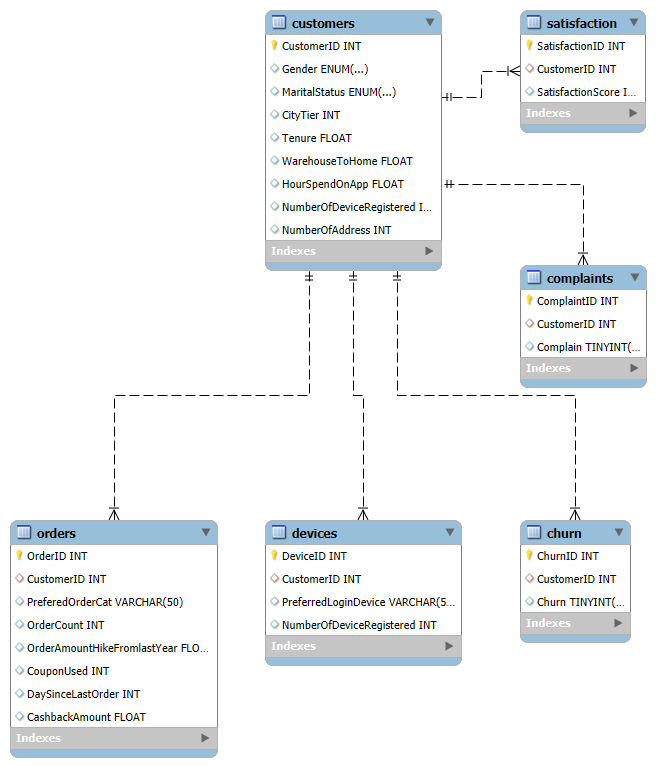 customers
CustomerID INT
Gender ENUM(...)
MaritalStatus ENUM(...)
CityTier INT
Tenure FLOAT
WarehouseToHome FLOAT
HourSpendOnApp FLOAT
NumberOfDeviceRegistered I...
NumberOfAddress INT
Indexes
satisfaction
SatisfactionID INT
CustomerID INT
SatisfactionScore I...
Indexes
complaints
ComplaintID INT
CustomerID INT
Complain TINYINT(...
Indexes
orders
OrderID INT
CustomerID INT
PreferedOrderCat VARCHAR(50)
OrderCount INT
OrderAmountHikeFromlastYear FLO...
CouponUsed INT
DaySinceLastOrder INT
CashbackAmount FLOAT
Indexes
devices
DeviceID INT
CustomerID INT
PreferredLoginDevice VARCHAR(5...
NumberOfDeviceRegistered INT
Indexes
churn
ChurnID INT
CustomerID INT
Churn TINYINT(...
Indexes